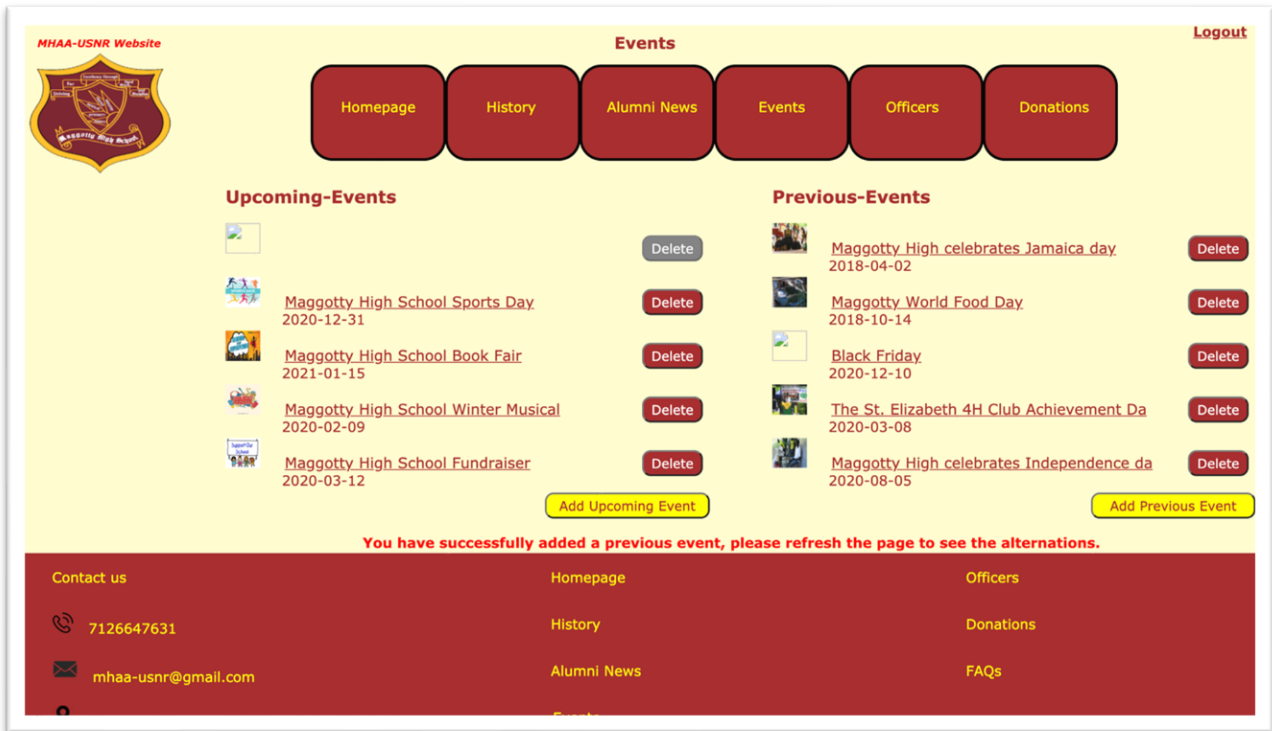 MHAA-USNR Website
Events
Logout
Maggotty High School
Homepage
History
Alumni News
Events
Officers
Donations
Upcoming-Events
Delete
Maggotty High School Sports Day
2020-12-31
Delete
Maggotty High School Book Fair
2021-01-15
Delete
Maggotty High School Winter Musical
2020-02-09
Delete
Maggotty High School Fundraiser
2020-03-12
Delete
Add Upcoming Event
Previous-Events
Maggotty High celebrates Jamaica day
2018-04-02
Delete
Maggotty World Food Day
2018-10-14
Delete
Black Friday
2020-12-10
Delete
The St. Elizabeth 4H Club Achievement Da
2020-03-08
Delete
Maggotty High celebrates Independence da
2020-08-05
Delete
Add Previous Event
You have successfully added a previous event, please refresh the page to see the alternations.
Contact us
7126647631
mhaa-usnr@gmail.com
Homepage
History
Alumni News
Events
Officers
Donations
FAQs